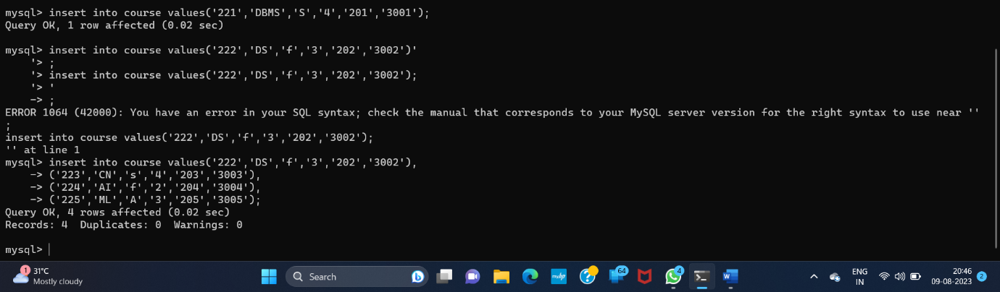 mysql> insert into course values('221','DBMS','S','4','201','3001');
Query OK, 1 row affected (0.02 sec)
mysql> insert into course values('222','DS','f','3','202','3002')'
    '> ;
    '> insert into course values('222','DS','f','3','202','3002');
    '> '
    -> ;
ERROR 1064 (42000): You have an error in your SQL syntax; check the manual that corresponds to your MySQL server version for the right syntax to use near ''
;
insert into course values('222','DS','f','3','202','3002');
'' at line 1
mysql> insert into course values('222','DS','f','3','202','3002'),
    -> ('223','CN','s','4','203','3003'),
    -> ('224','AI','f','2','204','3004'),
    -> ('225','ML','A','3','205','3005');
Query OK, 4 rows affected (0.02 sec)
Records: 4  Duplicates: 0  Warnings: 0
mysql>
1
31°C
Mostly cloudy
Search
b
myhp
?
64
4
W
ENG
IN
20:46
09-08-2023
2